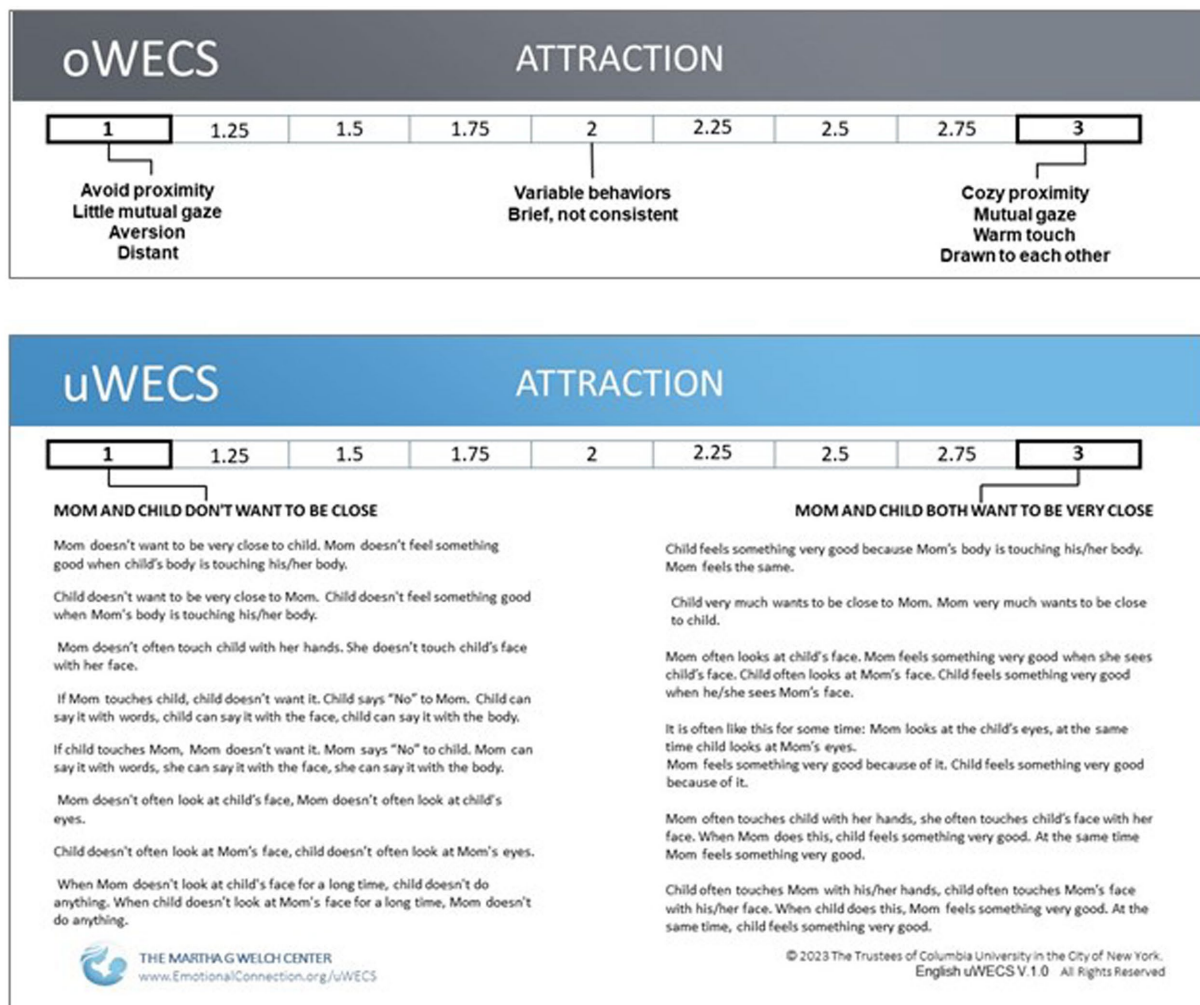 oWECS ATTRACTION
1 1.25 1.5 1.75 2 2.25 2.5 2.75 3
Avoid proximity
Little mutual gaze
Aversion
Distant
Variable behaviors
Brief, not consistent
Cozy proximity
Mutual gaze
Warm touch
Drawn to each other
uWECS ATTRACTION
1 1.25 1.5 1.75 2 2.25 2.5 2.75 3
MOM AND CHILD DON'T WANT TO BE CLOSE
Mom doesn't want to be very close to child. Mom doesn't feel something
good when child's body is touching his/her body.
Child doesn't want to be very close to Mom. Child doesn't feel something good
when Mom's body is touching his/her body.
Mom doesn't often touch child with her hands. She doesn't touch child's face
with her face.
If Mom touches child, child doesn't want it. Child says "No" to Mom. Child can
say it with words, child can say it with the face, child can say it with the body.
If child touches Mom, Mom doesn't want it. Mom says "No" to child. Mom can
say it with words, she can say it with the face, she can say it with the body.
Mom doesn't often look at child's face, Mom doesn't often look at child's
eyes.
Child doesn't often look at Mom's face, child doesn't often look at Mom's eyes.
When Mom doesn't look at child's face for a long time, child doesn't do
anything. When child doesn't look at Mom's face for a long time, Mom doesn't
do anything.
MOM AND CHILD BOTH WANT TO BE VERY CLOSE
Child feels something very good because Mom's body is touching his/her body.
Mom feels the same.
Child very much wants to be close to Mom. Mom very much wants to be close
to child.
Mom often looks at child's face. Mom feels something very good when she sees
child's face. Child often looks at Mom's face. Child feels something very good
when he/she sees Mom's face.
It is often like this for some time: Mom looks at the child's eyes, at the same
time child looks at Mom's eyes.
Mom feels something very good because of it. Child feels something very good
because of it.
Mom often touches child with her hands, she often touches child's face with her
face. When Mom does this, child feels something very good. At the same time
Mom feels something very good.
Child often touches Mom with his/her hands, child often touches Mom's face
with his/her face. When child does this, Mom feels something very good. At the
same time, child feels something very good.
THE MARTHA G WELCH CENTER
www.EmotionalConnection.org/uWECS
© 2023 The Trustees of Columbia University in the City of New York.
English uWECS V.1.0 All Rights Reserved